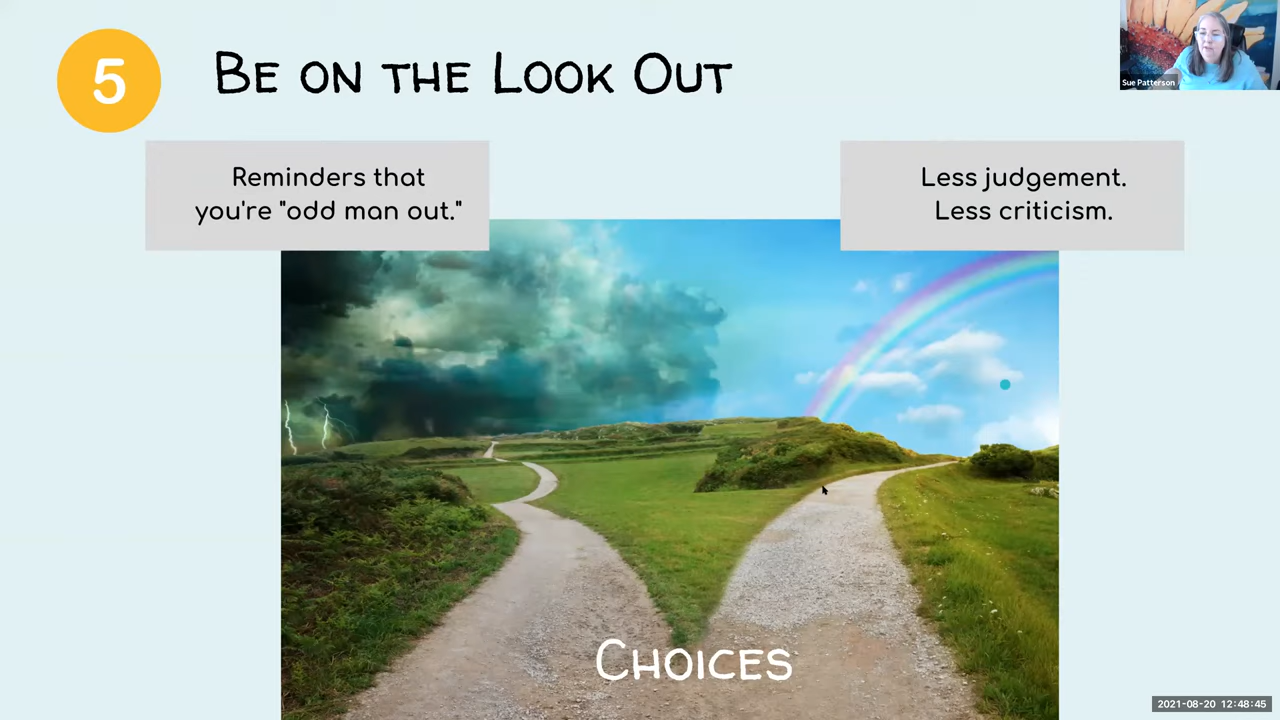 5
Be on the Look Out
Sue Patterson
Reminders that
you're "odd man out."
Less judgement.
Less criticism.
Choices
2021-08-20 12:48:45